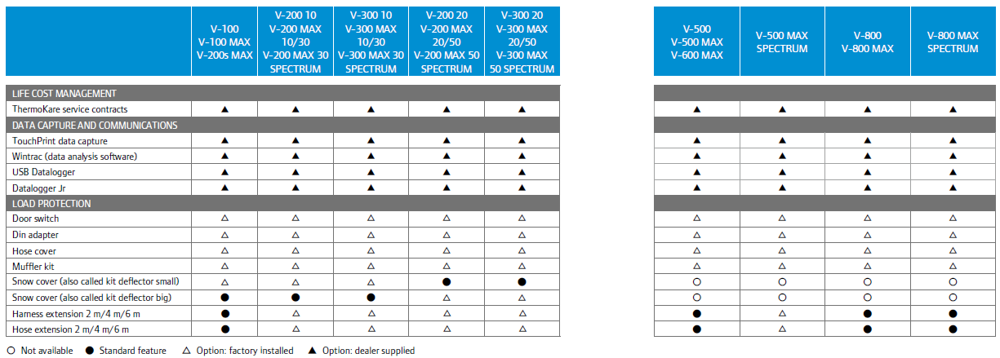 V-100
V-100 MAX
V-200s MAX
V-200 10
V-200 MAX
10/30
V-200 MAX 30
SPECTRUM
V-300 10
V-300 MAX
10/30
V-300 MAX 30
SPECTRUM
V-200 20
V-200 MAX
20/50
V-200 MAX 50
SPECTRUM
V-300 20
V-300 MAX
20/50
V-300 MAX
50 SPECTRUM
V-500
V-500 MAX
V-600 MAX
V-500 MAX
SPECTRUM
V-800
V-800 MAX
V-800 MAX
SPECTRUM
LIFE COST MANAGEMENT
ThermoKare service contracts ▲ ▲ ▲ ▲ ▲ ▲ ▲ ▲ ▲
DATA CAPTURE AND COMMUNICATIONS
TouchPrint data capture ▲ ▲ ▲ ▲ ▲ ▲ ▲ ▲ ▲
Wintrac (data analysis software) ▲ ▲ ▲ ▲ ▲ ▲ ▲ ▲ ▲
USB Datalogger ▲ ▲ ▲ ▲ ▲ ▲ ▲ ▲ ▲
Datalogger Jr ▲ ▲ ▲ ▲ ▲ ▲ ▲ ▲ ▲
LOAD PROTECTION
Door switch △ △ △ △ △ △ △ △ △
Din adapter △ △ △ △ △ △ △ △ △
Hose cover △ △ △ △ △ △ △ △ △
Muffler kit △ △ △ △ △ △ △ △ △
Snow cover (also called kit deflector small) △ △ △ ● ● ○ ○ ○ ○
Snow cover (also called kit deflector big) ● ● ● △ △ ○ ○ ○ ○
Harness extension 2 m/4 m/6 m ● △ △ △ △ ● △ ● ●
Hose extension 2 m/4 m/6 m ● △ △ △ △ ● △ ● ●
○ Not available ● Standard feature △ Option: factory installed ▲ Option: dealer supplied